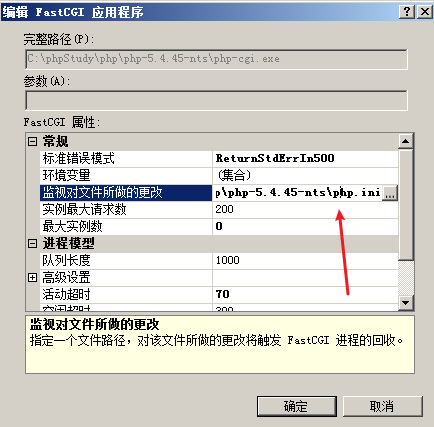 编辑 FastCGI 应用程序
完整路径(P):
C:\phpStudy\php\php-5.4.45-nts\php-cgi.exe
参数(A):
FastCGI 属性:
常规
标准错误模式 ReturnStdErrIn500
环境变量 (集合)
监视对文件所做的更改 p\php-5.4.45-nts\php.ini ...
实例最大请求数 200
最大实例数 0
进程模型
队列长度 1000
高级设置
活动超时 70
空闲超时 300
监视对文件所做的更改
指定一个文件路径，对该文件所做的更改将触发 FastCGI 进程的回收。
确定
取消